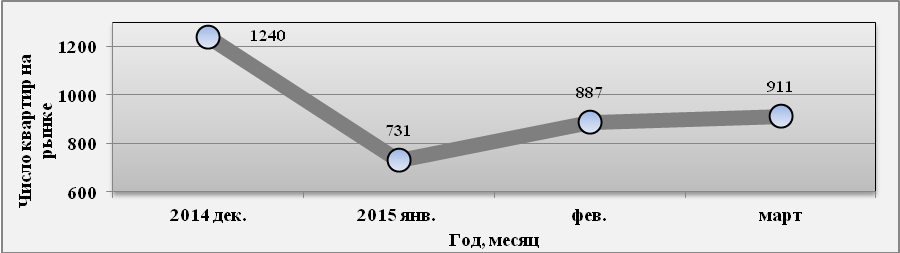 Число квартир на
рынке
1200
1000
800
600
1240
731
887
911
2014 дек.
2015 янв.
фев.
март
Год, месяц